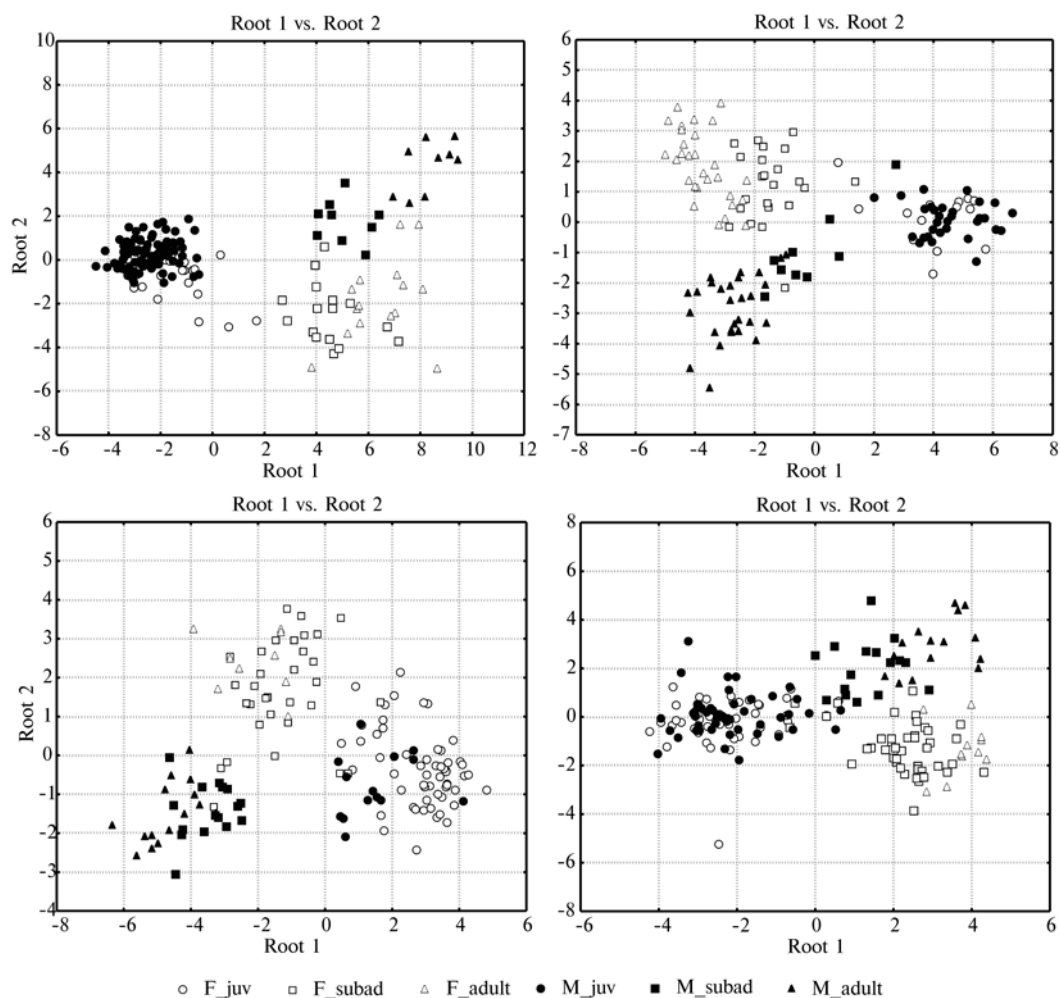 Root 1 vs. Root 2
10
8
6
4
2
0
-2
-4
-6
-8
Root 2
-6 -4 -2 0 2 4 6 8 10 12
Root 1
Root 1 vs. Root 2
6
5
4
3
2
1
0
-1
-2
-3
-4
-5
-6
-7
-8 -6 -4 -2 0 2 4 6 8
Root 1
Root 1 vs. Root 2
6
5
4
3
2
1
0
-1
-2
-3
-4
Root 2
-8 -6 -4 -2 0 2 4 6
Root 1
Root 1 vs. Root 2
8
6
4
2
0
-2
-4
-6
-8
-6 -4 -2 0 2 4 6
Root 1
F_juv F_subad F_adult M_juv M_subad M_adult